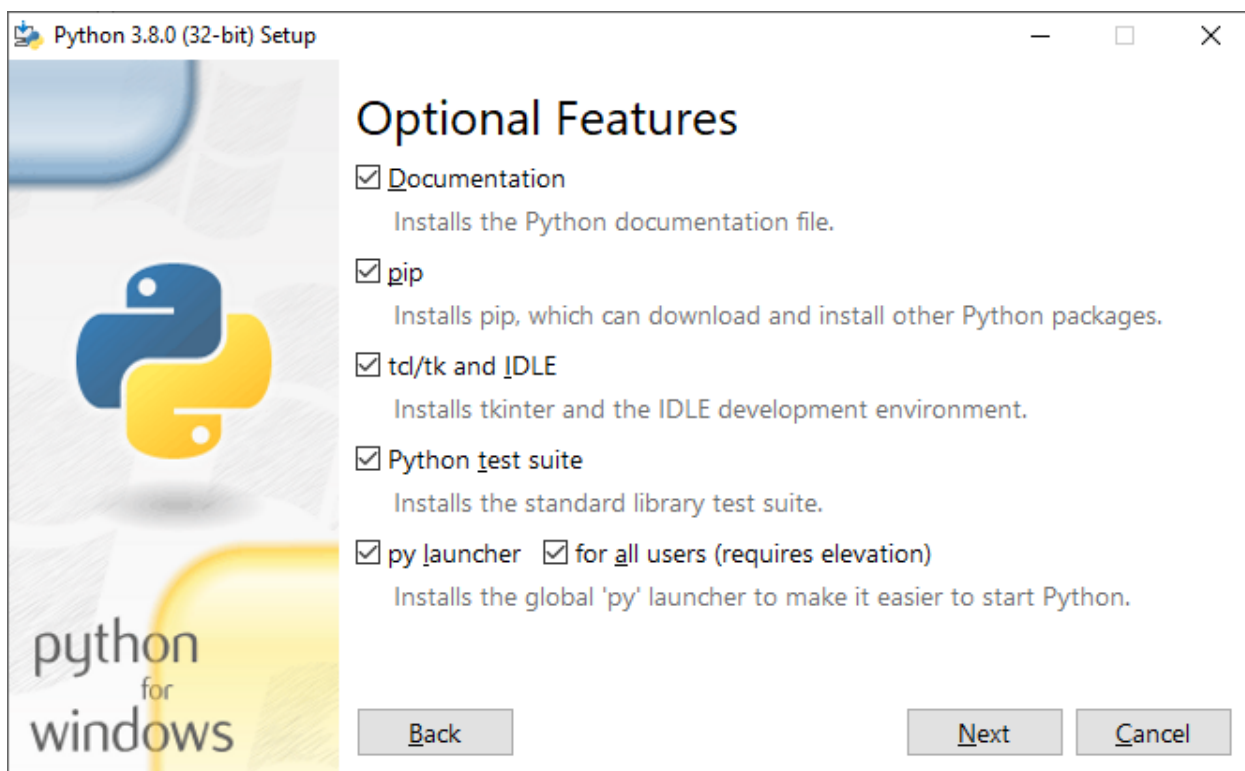 Python 3.8.0 (32-bit) Setup
Optional Features
Documentation
Installs the Python documentation file.
pip
Installs pip, which can download and install other Python packages.
tcl/tk and IDLE
Installs tkinter and the IDLE development environment.
Python test suite
Installs the standard library test suite.
py launcher for all users (requires elevation)
Installs the global 'py' launcher to make it easier to start Python.
python
for
windows
Back Next Cancel